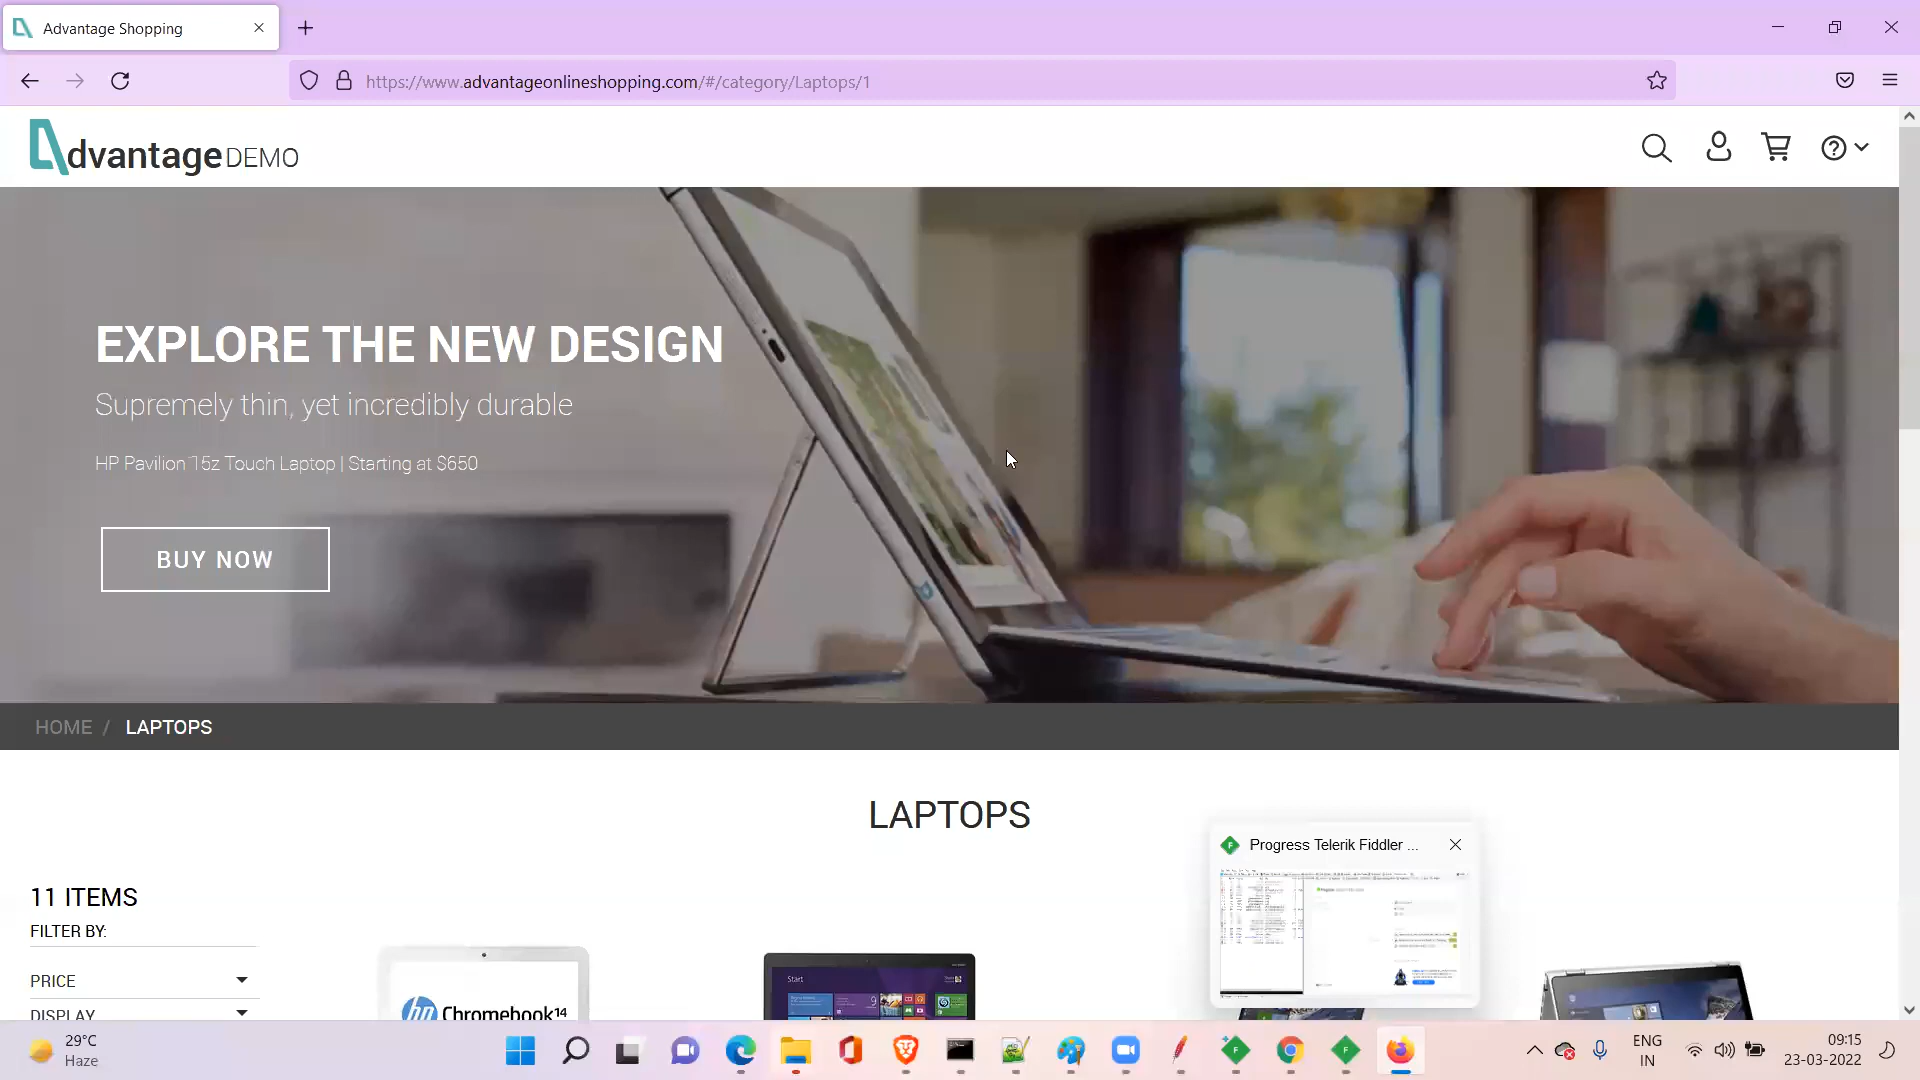 Advantage Shopping
https://www.advantageonlineshopping.com/#/category/Laptops/1
dvantage DEMO
EXPLORE THE NEW DESIGN
Supremely thin, yet incredibly durable
HP Pavilion 15z Touch Laptop | Starting at $650
BUY NOW
HOME / LAPTOPS
LAPTOPS
Progress Telerik Fiddler ...
11 ITEMS
FILTER BY:
PRICE
DISPLAY
hp Chromebook14
Start
29°C
Haze
ENG
IN
09:15
23-03-2022